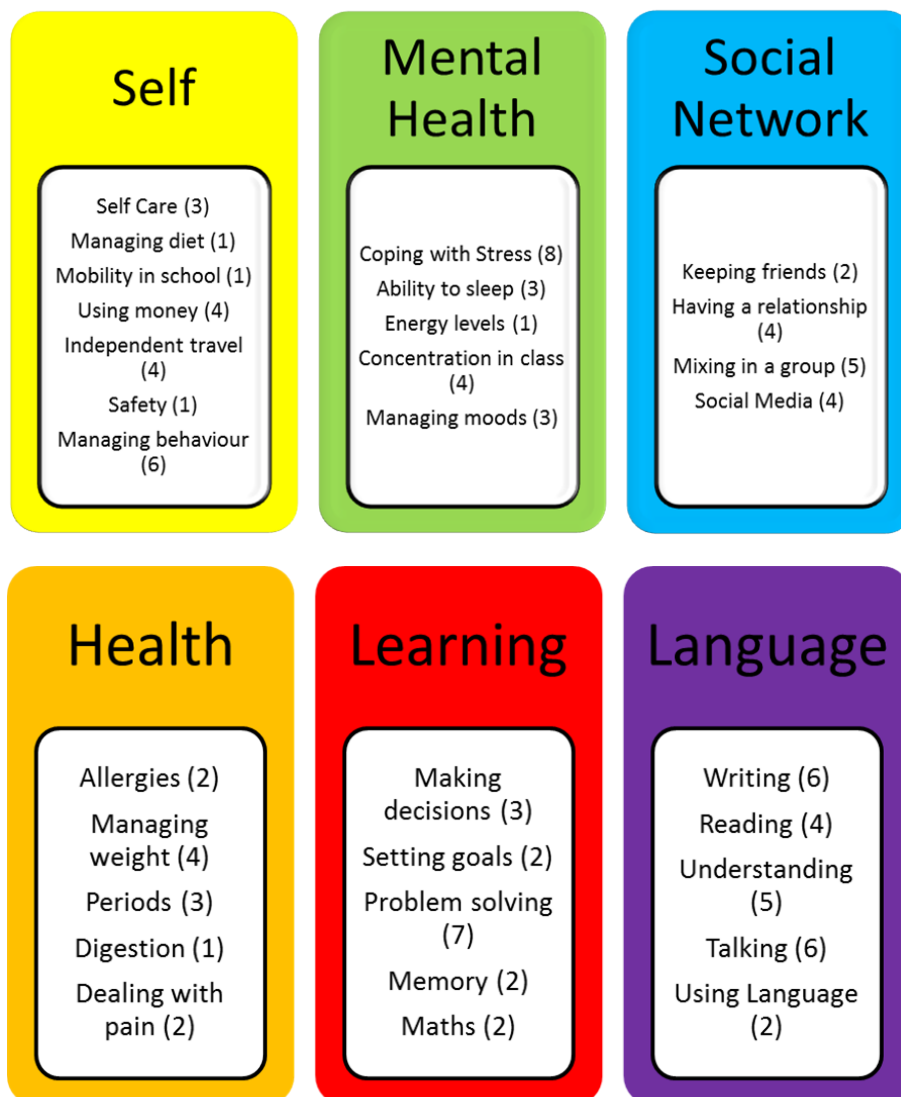 Self
Self Care (3)
Managing diet (1)
Mobility in school (1)
Using money (4)
Independent travel
(4)
Safety (1)
Managing behaviour
(6)
Mental
Health
Coping with Stress (8)
Ability to sleep (3)
Energy levels (1)
Concentration in class
(4)
Managing moods (3)
Social
Network
Keeping friends (2)
Having a relationship
(4)
Mixing in a group (5)
Social Media (4)
Health
Allergies (2)
Managing
weight (4)
Periods (3)
Digestion (1)
Dealing with
pain (2)
Learning
Making
decisions (3)
Setting goals (2)
Problem solving
(7)
Memory (2)
Maths (2)
Language
Writing (6)
Reading (4)
Understanding
(5)
Talking (6)
Using Language
(2)